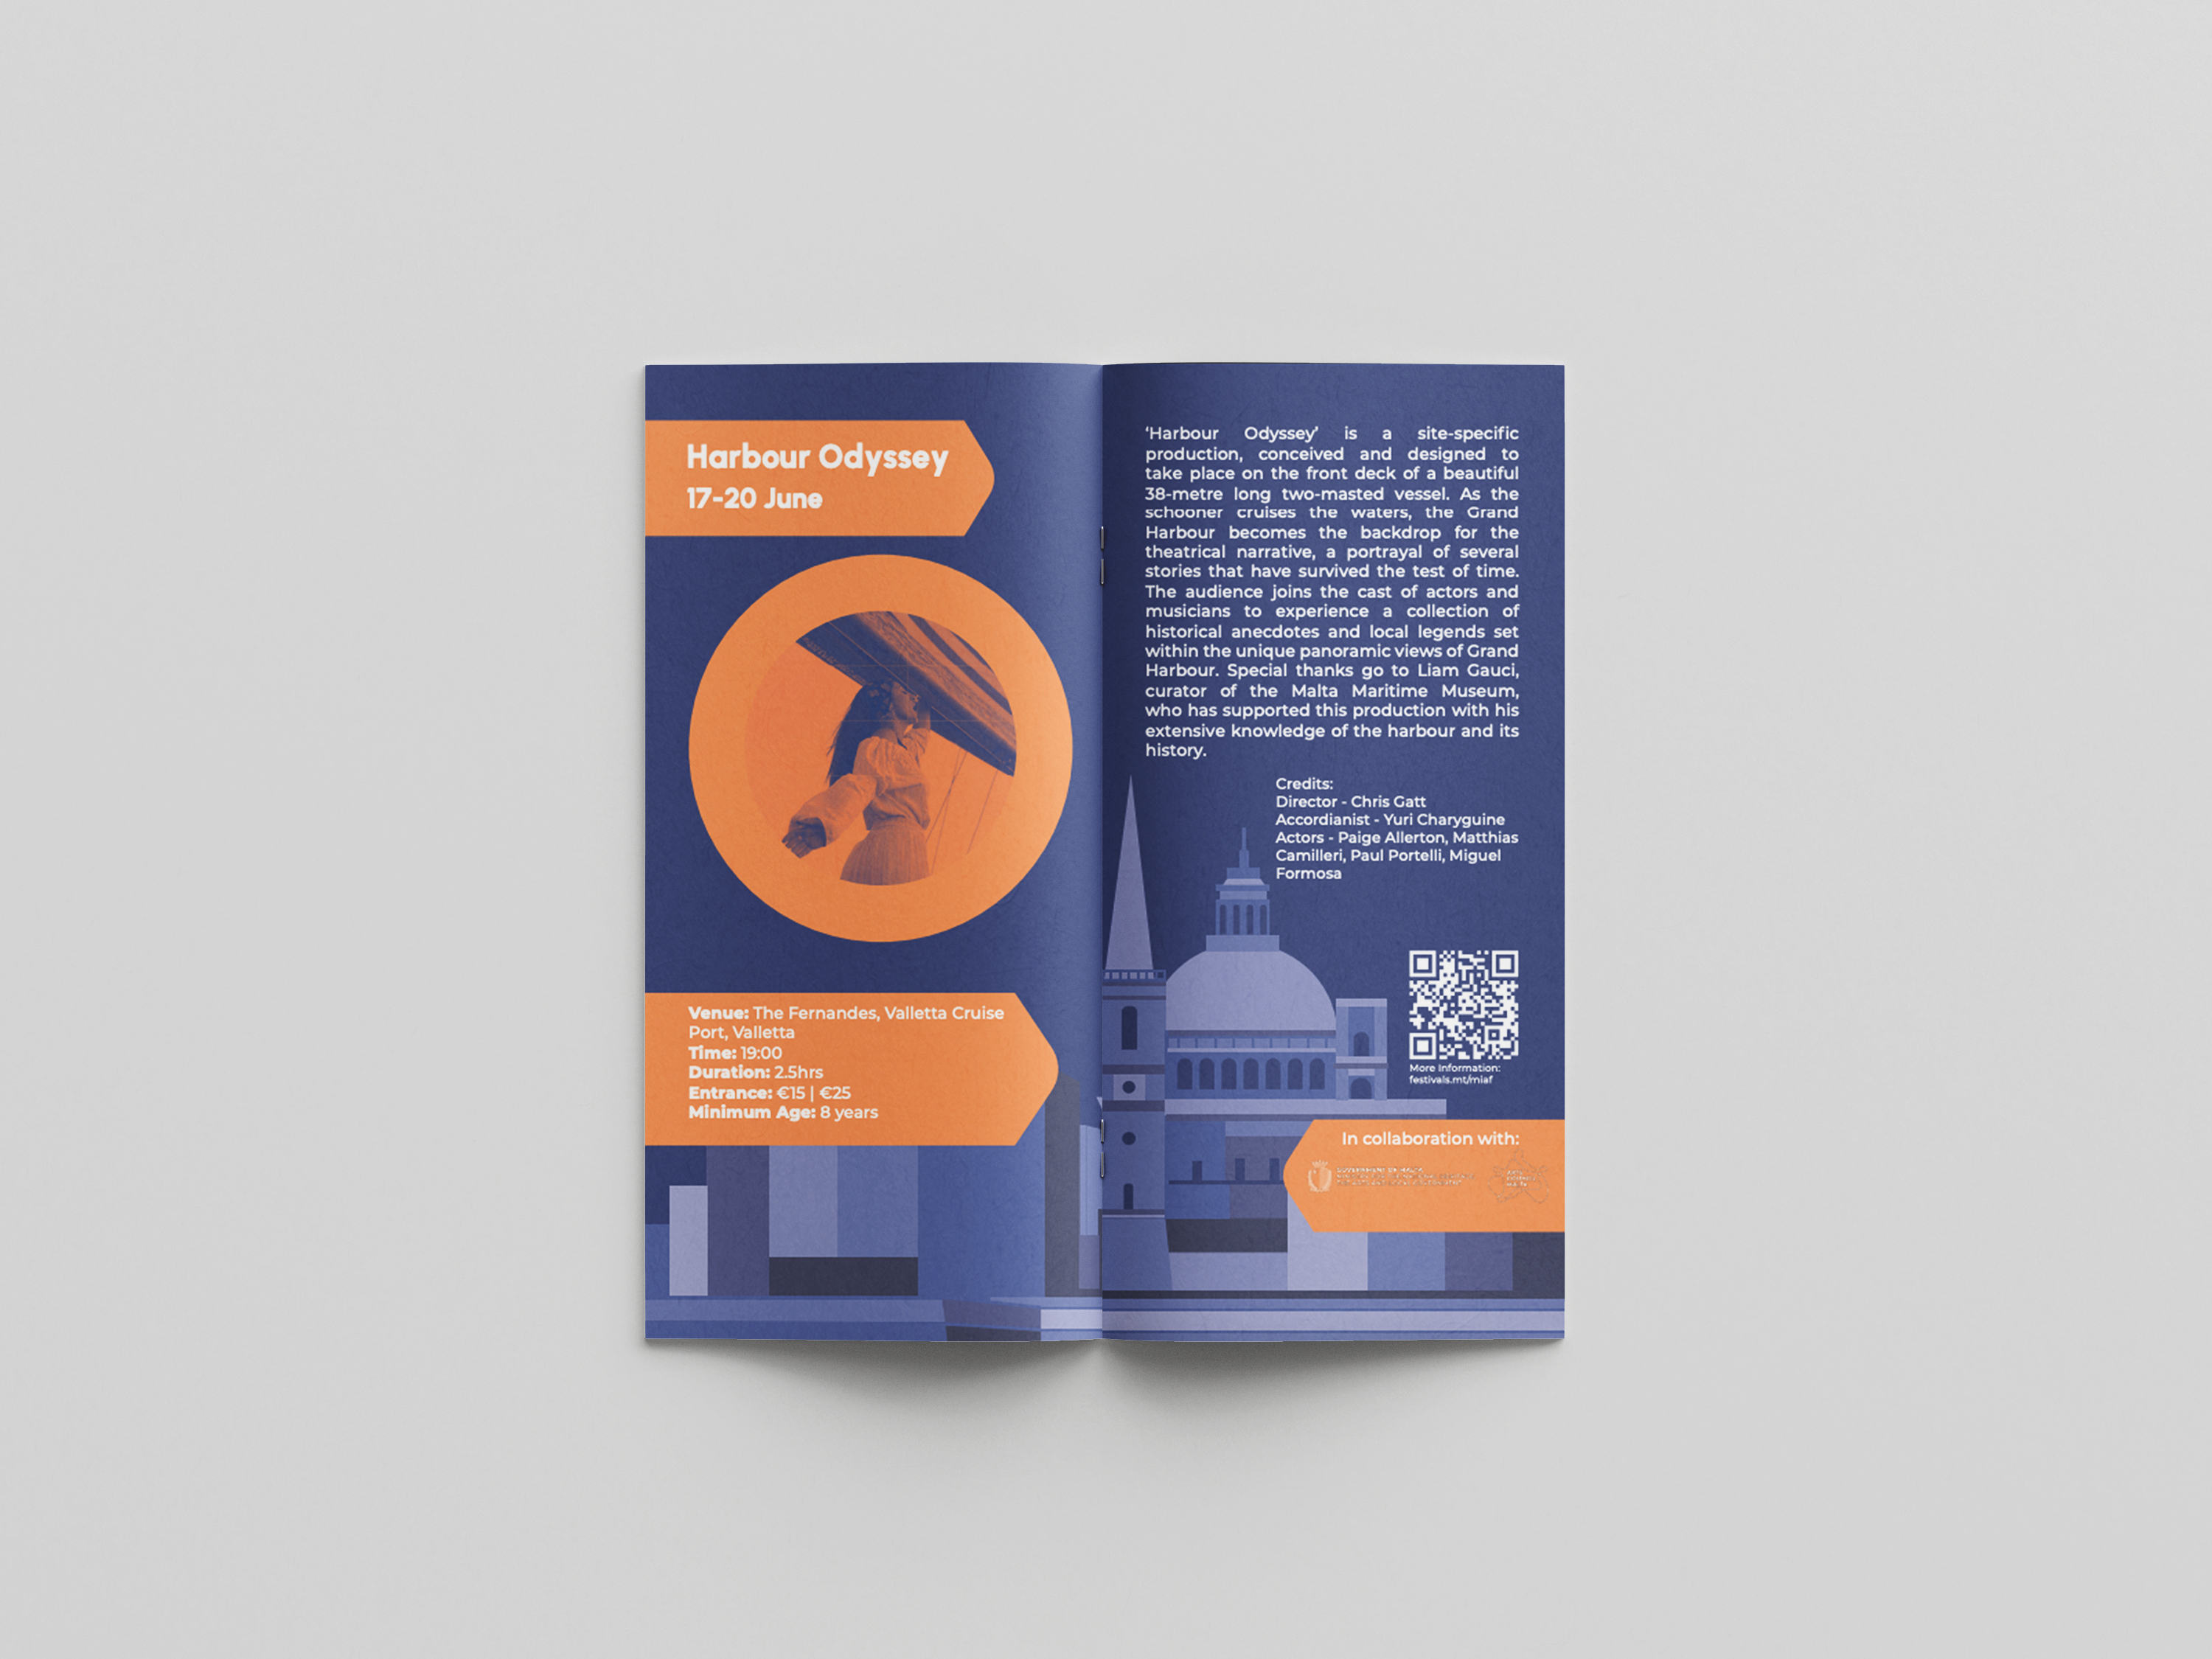 Harbour Odyssey
17-20 June
Venue: The Fernandes, Valletta Cruise
Port, Valletta
Time: 19:00
Duration: 2.5hrs
Entrance: €15 | €25
Minimum Age: 8 years
‘Harbour Odyssey’ is a site-specific
production, conceived and designed to
take place on the front deck of a beautiful
38-metre long two-masted vessel. As the
schooner cruises the waters, the Grand
Harbour becomes the backdrop for the
theatrical narrative, a portrayal of several
stories that have survived the test of time.
The audience joins the cast of actors and
musicians to experience a collection of
historical anecdotes and local legends set
within the unique panoramic views of Grand
Harbour. Special thanks go to Liam Gauci,
curator of the Malta Maritime Museum,
who has supported this production with his
extensive knowledge of the harbour and its
history.
Credits:
Director - Chris Gatt
Accordianist - Yuri Charyguine
Actors - Paige Allerton, Matthias
Camilleri, Paul Portelli, Miguel
Formosa
More Information:
festivals.mt/miaf
In collaboration with:
GOVERNMENT OF MALTA